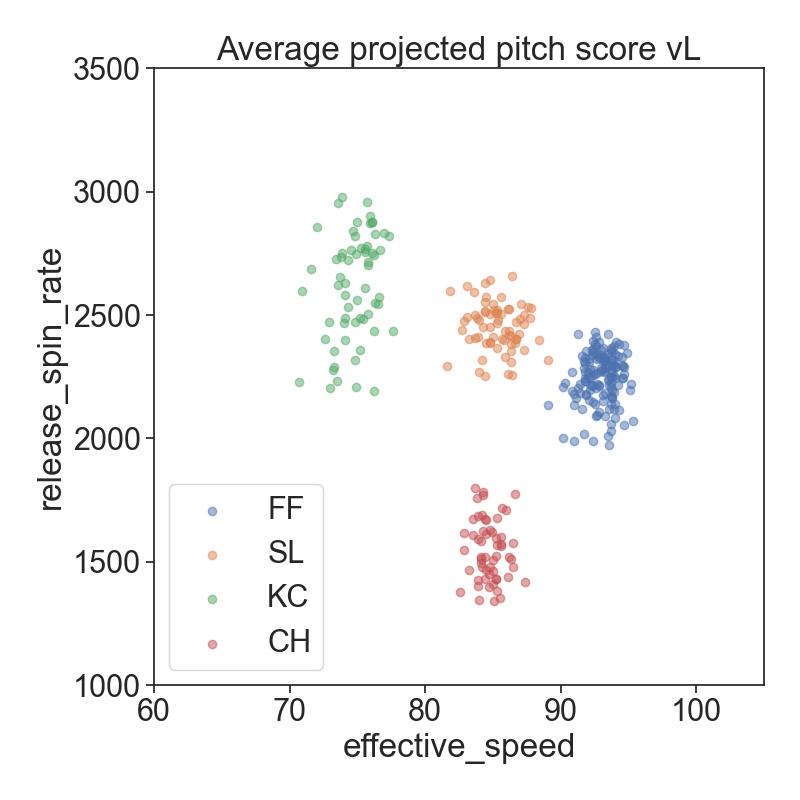 Average projected pitch score vL
3500
3000
2500
2000
1500
1000
release_spin_rate
FF
SL
KC
CH
60 70 80 90 100
effective_speed